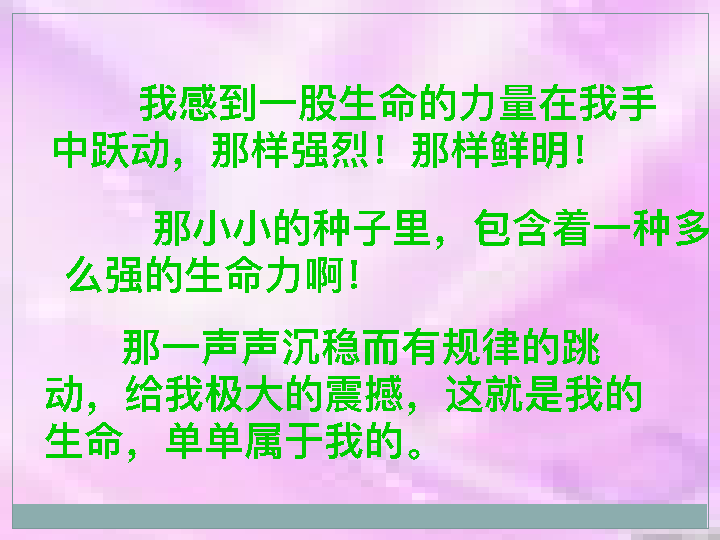 我感到一股生命的力量在我手
中跃动，那样强烈！那样鲜明！
那小小的种子里，包含着一种多
么强的生命力啊！
那一声声沉稳而有规律的跳
动，给我极大的震撼，这就是我的
生命，单单属于我的。